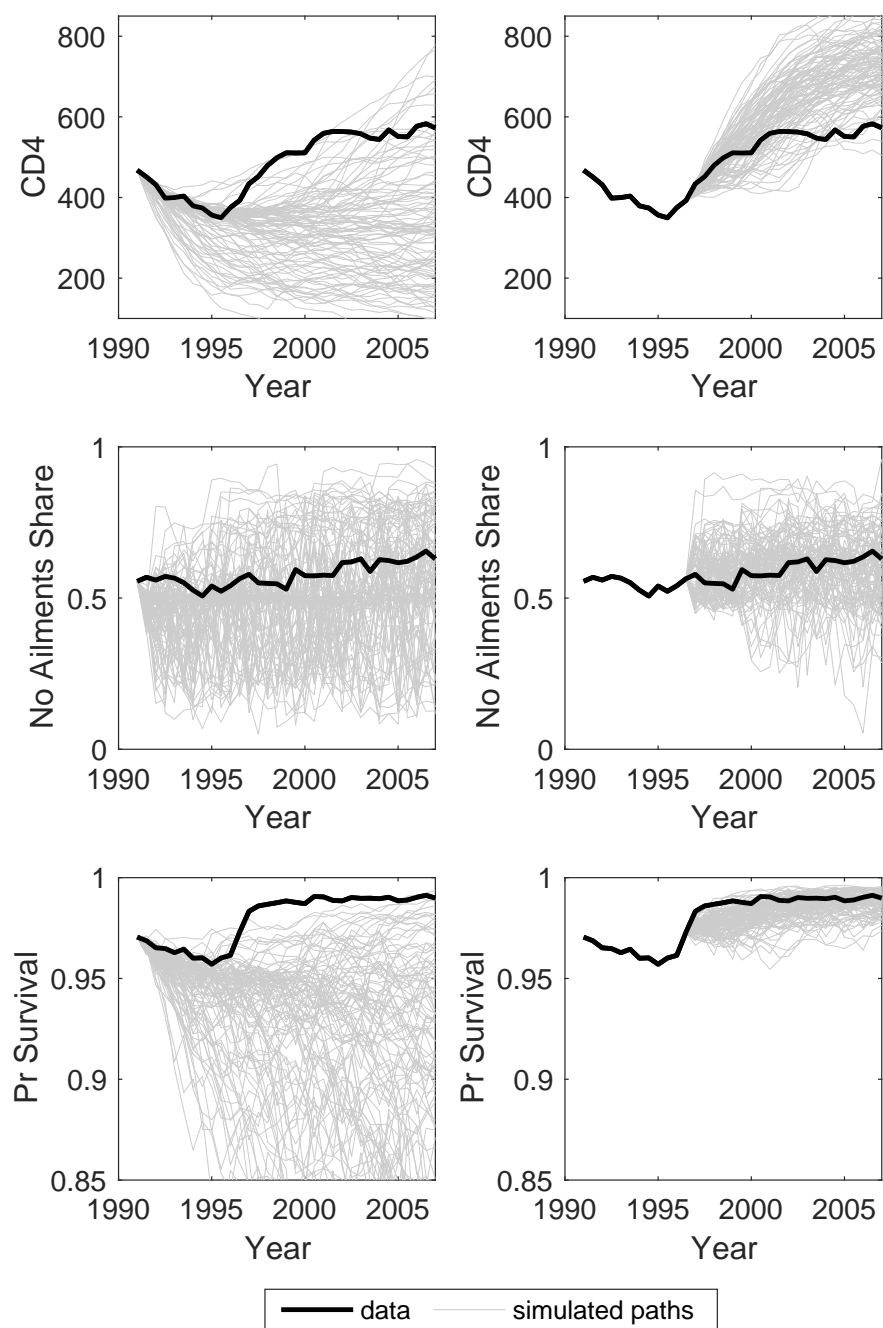 800
600
400
200
CD4
1990 1995 2000 2005
Year
800
600
400
200
CD4
1990 1995 2000 2005
Year
1
0.5
0
No Ailments Share
1990 1995 2000 2005
Year
1
0.5
0
No Ailments Share
1990 1995 2000 2005
Year
1
0.95
0.9
0.85
Pr Survival
1990 1995 2000 2005
Year
1
0.95
0.9
0.85
Pr Survival
1990 1995 2000 2005
Year
data simulated paths